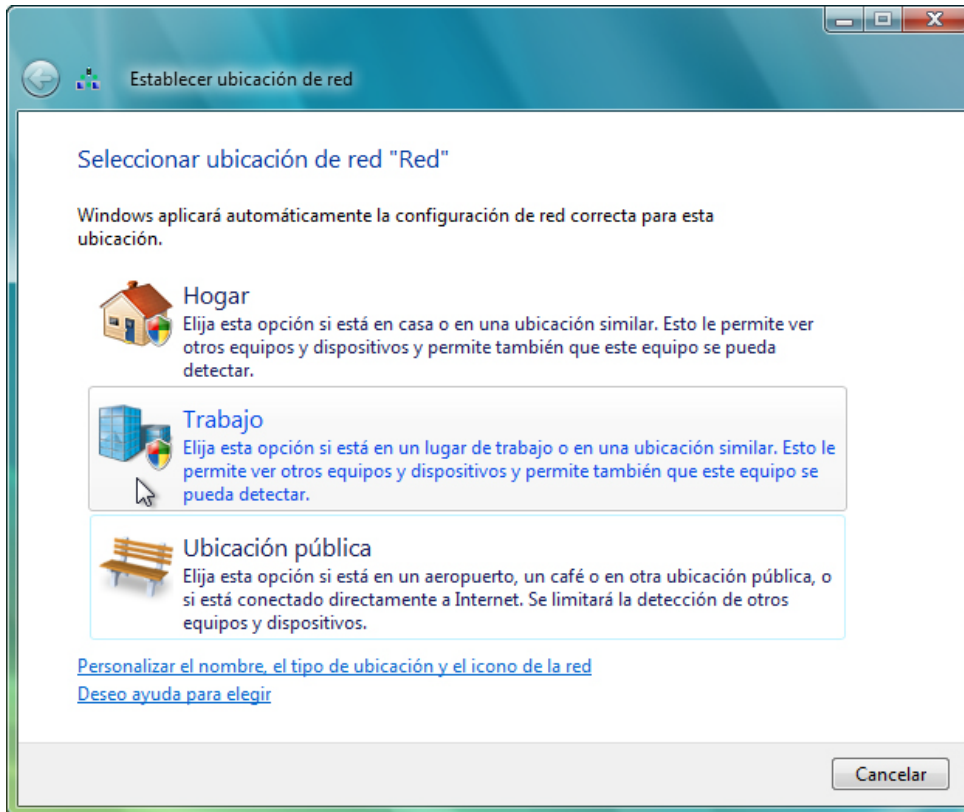 Establecer ubicación de red
Seleccionar ubicación de red "Red"
Windows aplicará automáticamente la configuración de red correcta para esta
ubicación.
Hogar
Elija esta opción si está en casa o en una ubicación similar. Esto le permite ver
otros equipos y dispositivos y permite también que este equipo se pueda
detectar.
Trabajo
Elija esta opción si está en un lugar de trabajo o en una ubicación similar. Esto le
permite ver otros equipos y dispositivos y permite también que este equipo se
pueda detectar.
Ubicación pública
Elija esta opción si está en un aeropuerto, un café o en otra ubicación pública, o
si está conectado directamente a Internet. Se limitará la detección de otros
equipos y dispositivos.
Personalizar el nombre, el tipo de ubicación y el icono de la red
Deseo ayuda para elegir
Cancelar